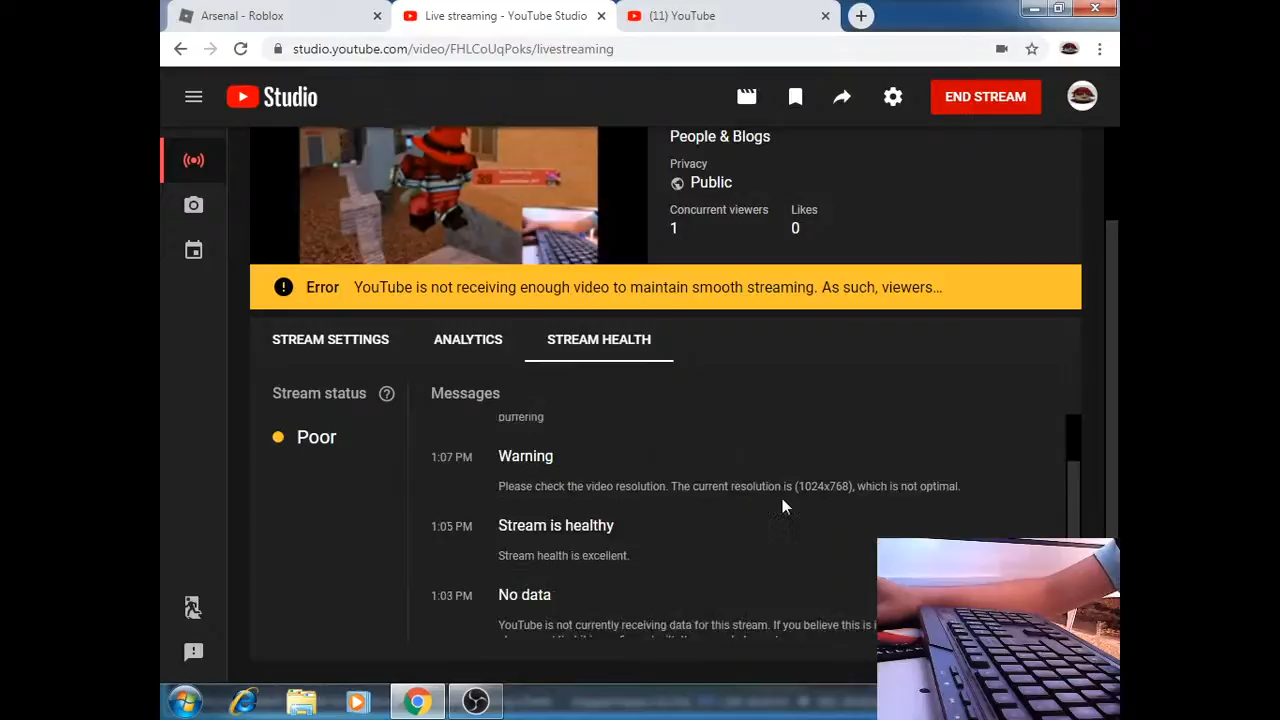 Arsenal - Roblox
Live streaming - YouTube Studio
(11) YouTube
studio.youtube.com/video/FHLCoUqPoks/livestreaming
Studio
END STREAM
People & Blogs
Privacy
Public
Concurrent viewers
Likes
1
0
Error YouTube is not receiving enough video to maintain smooth streaming. As such, viewers...
STREAM SETTINGS
ANALYTICS
STREAM HEALTH
Stream status
Messages
Poor
buffering
1:07 PM Warning
Please check the video resolution. The current resolution is (1024x768), which is not optimal.
1:05 PM Stream is healthy
Stream health is excellent.
1:03 PM No data
YouTube is not currently receiving data for this stream. If you believe this is